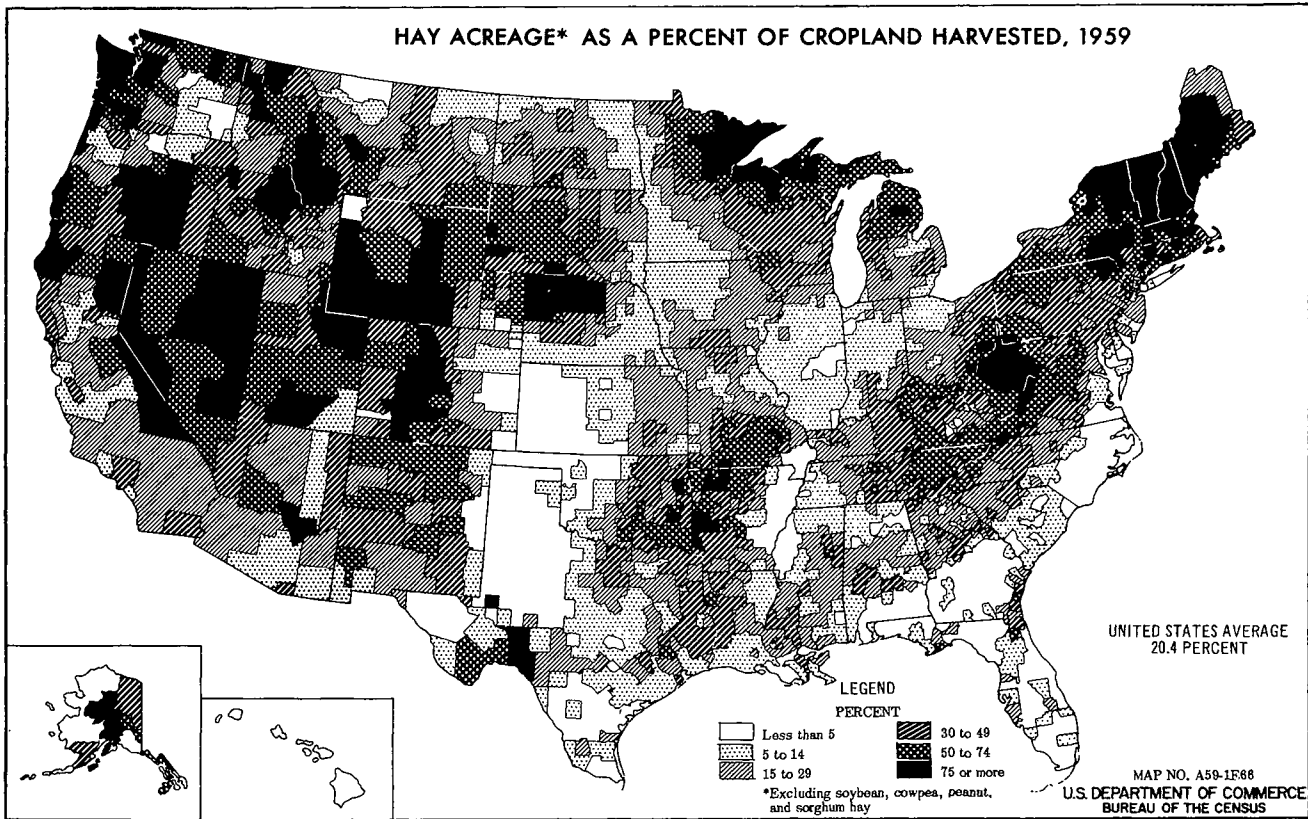 HAY ACREAGE* AS A PERCENT OF CROPLAND HARVESTED, 1959
UNITED STATES AVERAGE
20.4 PERCENT
LEGEND
PERCENT
Less than 5
5 to 14
15 to 29
30 to 49
50 to 74
75 or more
*Excluding soybean, cowpea, peanut,
and sorghum hay
MAP NO. A59-1F.66
U.S. DEPARTMENT OF COMMERCE
BUREAU OF THE CENSUS